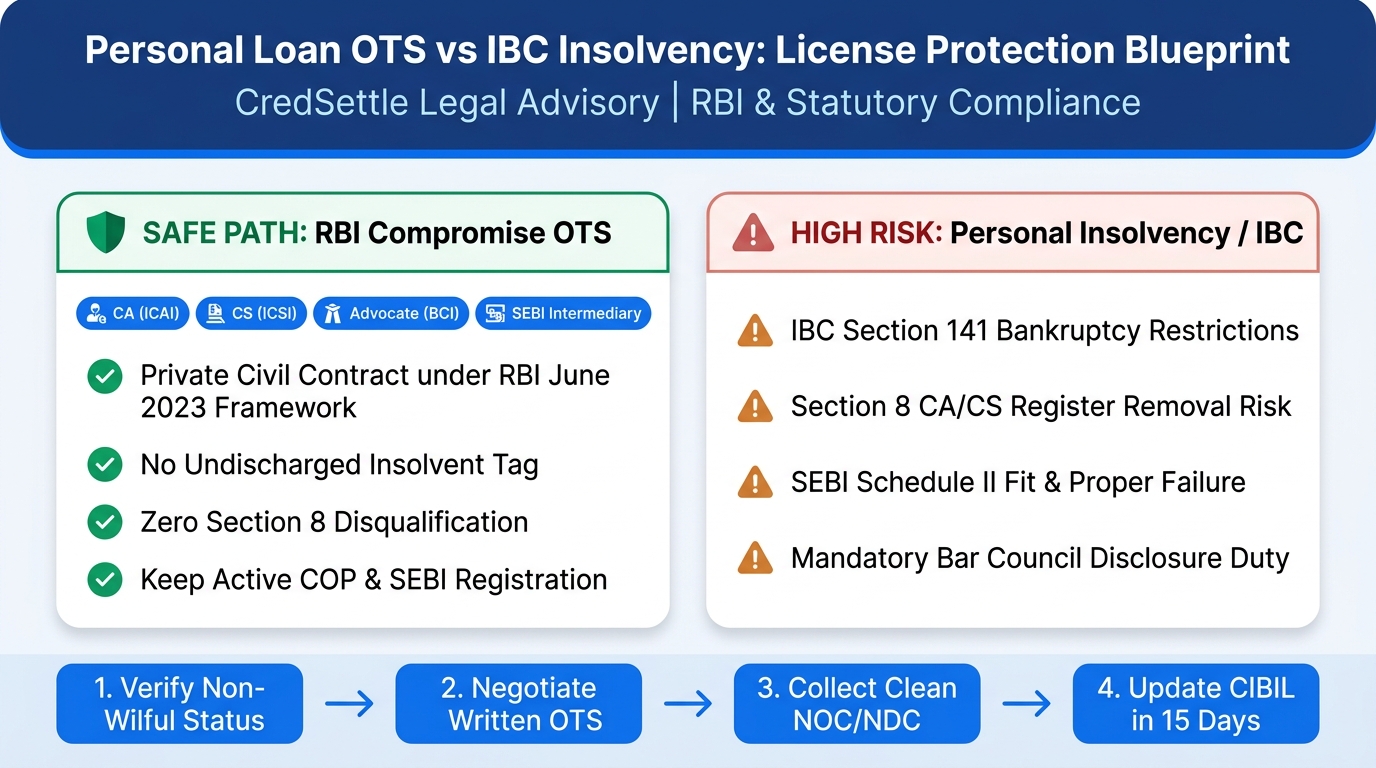 Personal Loan OTS vs IBC Insolvency: License Protection Blueprint
CredSettle Legal Advisory | RBI & Statutory Compliance
SAFE PATH: RBI Compromise OTS
CA (ICAI)
CS (ICSI)
Advocate (BCI)
SEBI Intermediary
Private Civil Contract under RBI June
2023 Framework
No Undischarged Insolvent Tag
Zero Section 8 Disqualification
Keep Active COP & SEBI Registration
HIGH RISK: Personal Insolvency / IBC
IBC Section 141 Bankruptcy Restrictions
Section 8 CA/CS Register Removal Risk
SEBI Schedule II Fit & Proper Failure
Mandatory Bar Council Disclosure Duty
1. Verify Non-
Wilful Status
2. Negotiate
Written OTS
3. Collect Clean
NOC/NDC
4. Update CIBIL
in 15 Days